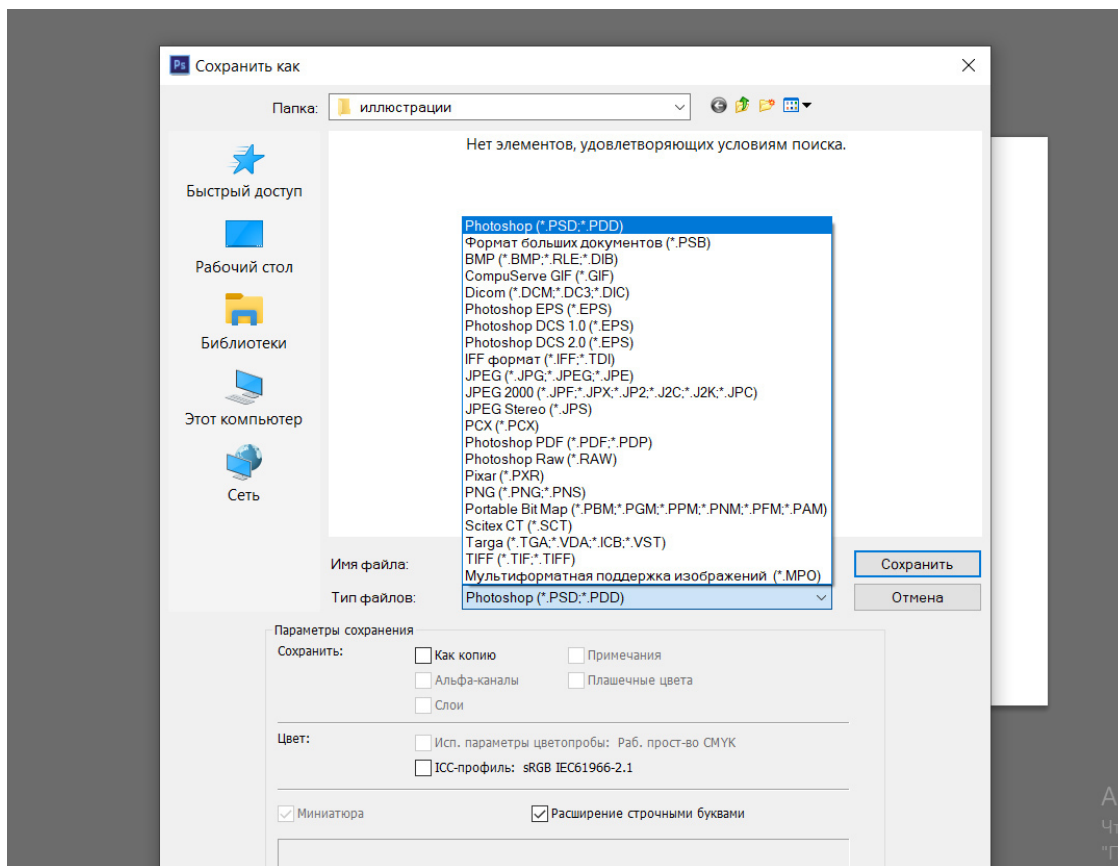 Ps Сохранить как
Папка: иллюстрации
Нет элементов, удовлетворяющих условиям поиска.
Быстрый доступ
Рабочий стол
Библиотеки
Этот компьютер
Сеть
Photoshop (*.PSD;*.PDD)
Формат больших документов (*.PSB)
BMP (*.BMP;*.RLE;*.DIB)
CompuServe GIF (*.GIF)
Dicom (*.DCM;*.DC3;*.DIC)
Photoshop EPS (*.EPS)
Photoshop DCS 1.0 (*.EPS)
Photoshop DCS 2.0 (*.EPS)
IFF формат (*.IFF;*.TDI)
JPEG (*.JPG;*.JPEG;*.JPE)
JPEG 2000 (*.JPF;*.JPX;*.JP2;*.J2C;*.J2K;*.JPC)
JPEG Stereo (*.JPS)
PCX (*.PCX)
Photoshop PDF (*.PDF;*.PDP)
Photoshop Raw (*.RAW)
Pixar (*.PXR)
PNG (*.PNG;*.PNS)
Portable Bit Map (*.PBM;*.PGM;*.PPM;*.PNM;*.PFM;*.PAM)
Scitex CT (*.SCT)
Targa (*.TGA;*.VDA;*.ICB;*.VST)
TIFF (*.TIF;*.TIFF)
Мультиформатная поддержка изображений (*.MPO)
Имя файла:
Сохранить
Тип файлов: Photoshop (*.PSD;*.PDD)
Отмена
Параметры сохранения
Сохранить: Как копию Примечания
Альфа-каналы Плашечные цвета
Слои
Цвет: Исп. параметры цветопробы: Раб. прост-во CMYK
ICC-профиль: sRGB IEC61966-2.1
Миниатюра Расширение строчными буквами